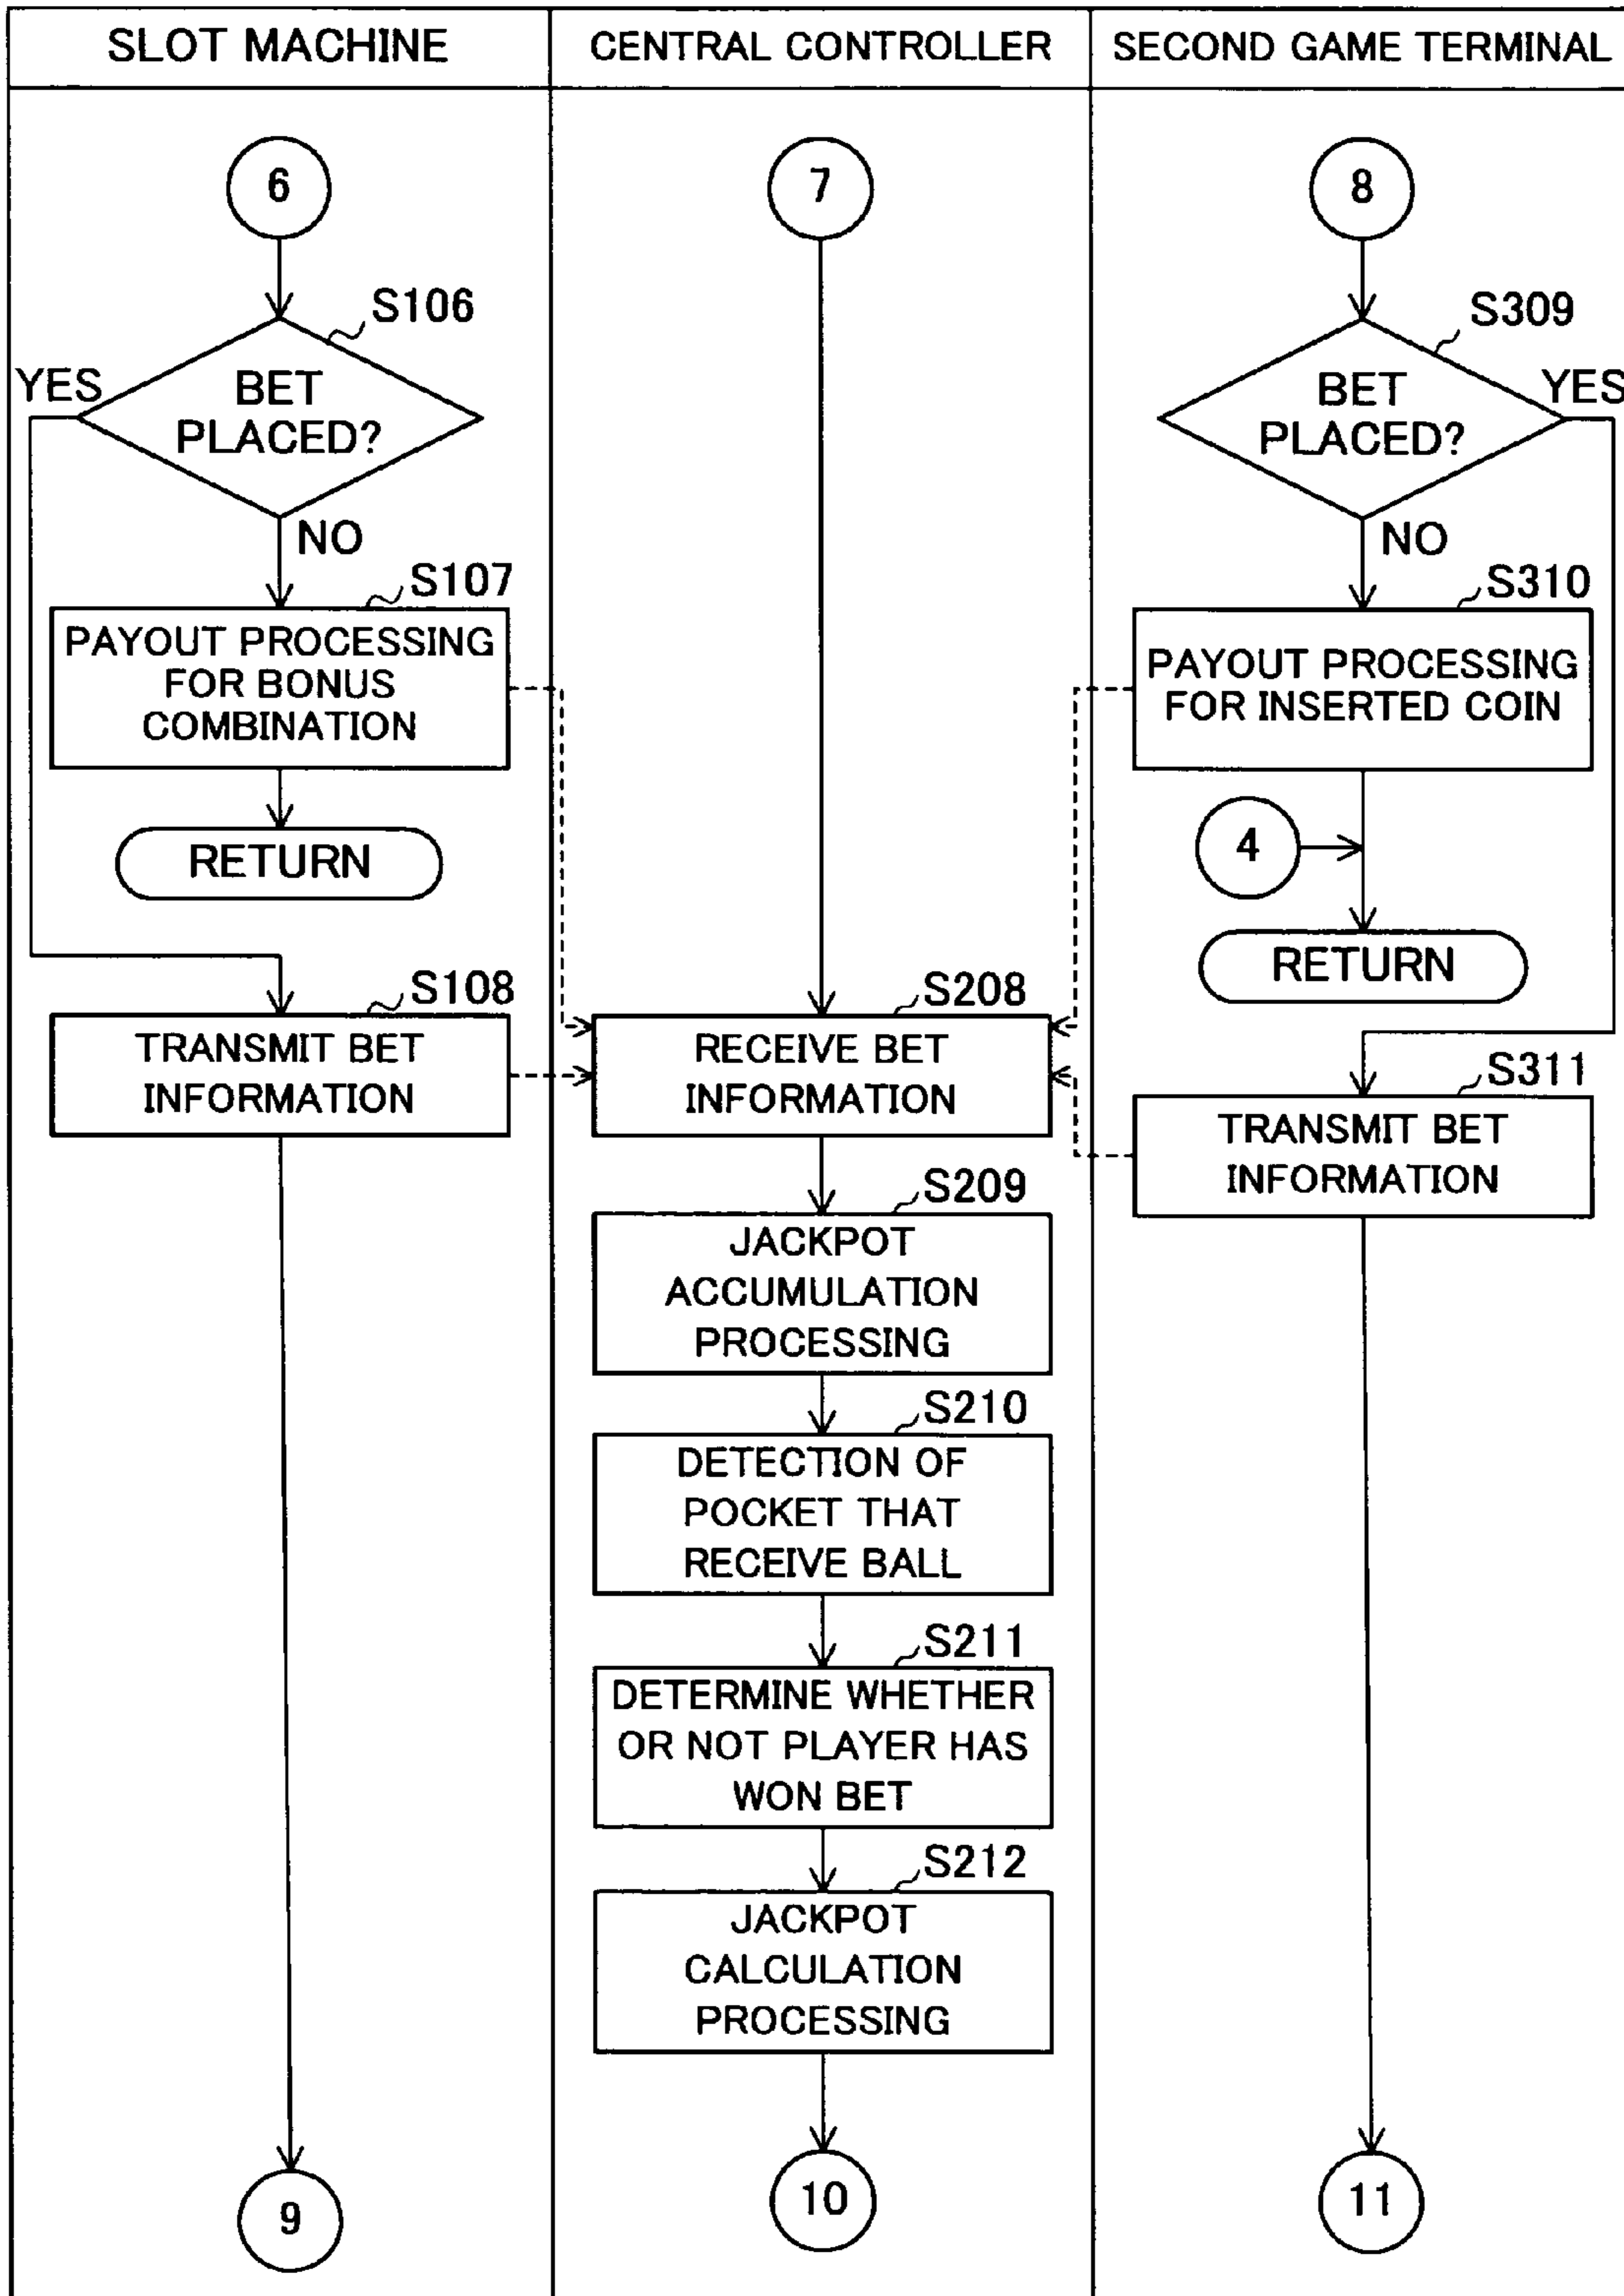 SLOT MACHINE
CENTRAL CONTROLLER
SECOND GAME TERMINAL
6
S106
BET
PLACED?
YES
NO
S107
PAYOUT PROCESSING
FOR BONUS
COMBINATION
RETURN
S108
TRANSMIT BET
INFORMATION
9
7
S208
RECEIVE BET
INFORMATION
S209
JACKPOT
ACCUMULATION
PROCESSING
S210
DETECTION OF
POCKET THAT
RECEIVE BALL
S211
DETERMINE WHETHER
OR NOT PLAYER HAS
WON BET
S212
JACKPOT
CALCULATION
PROCESSING
10
8
S309
BET
PLACED?
YES
NO
S310
PAYOUT PROCESSING
FOR INSERTED COIN
4
RETURN
S311
TRANSMIT BET
INFORMATION
11